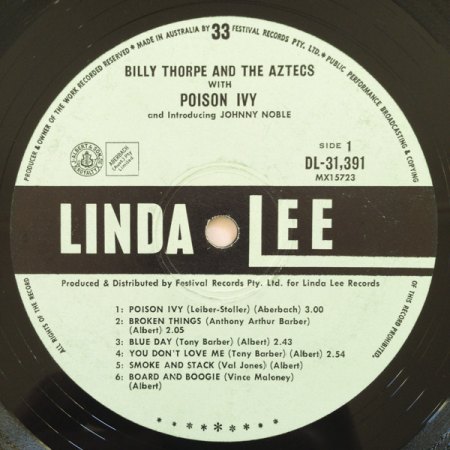 PRODUCER & OWNER OF THE WORK RECORDED RESERVED ★ MADE IN AUSTRALIA BY 33 FESTIVAL RECORDS PTY. LTD. ★ PUBLIC PERFORMANCE BROADCASTING & COPYING
BILLY THORPE AND THE AZTECS
WITH
POISON IVY
and Introducing JOHNNY NOBLE
SIDE 1
DL-31,391
MX15723
LINDA LEE
Produced & Distributed by Festival Records Pty. Ltd. for Linda Lee Records
1: POISON IVY (Leiber-Stoller) (Aberbach) 3.00
2: BROKEN THINGS (Anthony Arthur Barber)
(Albert) 2.05
3: BLUE DAY (Tony Barber) (Albert) 2.43
4: YOU DON'T LOVE ME (Tony Barber) (Albert) 2.54
5: SMOKE AND STACK (Val Jones) (Albert)
6: BOARD AND BOOGIE (Vince Maloney)
(Albert)
ALL RIGHTS OF THE RECORD
OF THIS RECORD PROHIBITED.